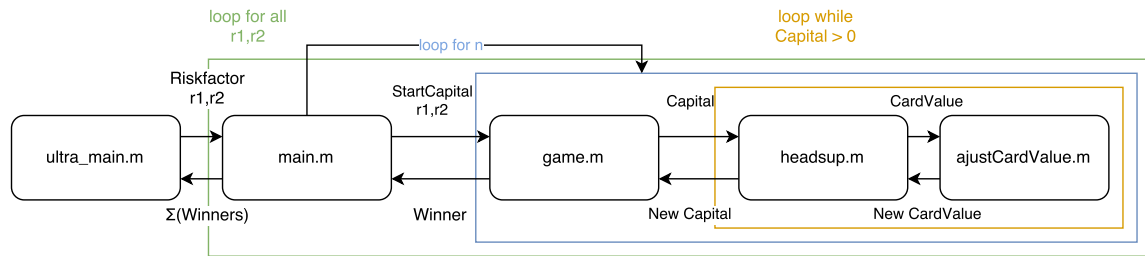 loop for all
r1,r2
loop while
Capital > 0
loop for n
Riskfactor
r1,r2
StartCapital
r1,r2
Capital
CardValue
ultra_main.m
main.m
game.m
headsup.m
ajustCardValue.m
Σ(Winners)
Winner
New Capital
New CardValue